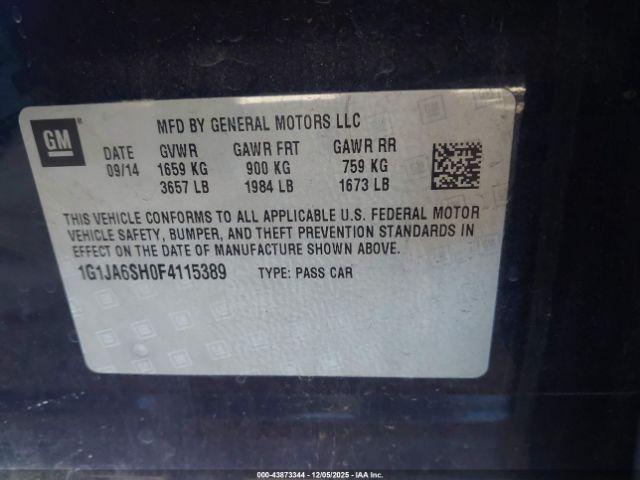 GM
MFD BY GENERAL MOTORS LLC
DATE GVWR GAWR FRT GAWR RR
09/14 1659 KG 900 KG 759 KG
3657 LB 1984 LB 1673 LB
THIS VEHICLE CONFORMS TO ALL APPLICABLE U.S. FEDERAL MOTOR
VEHICLE SAFETY, BUMPER, AND THEFT PREVENTION STANDARDS IN
EFFECT ON THE DATE OF MANUFACTURE SHOWN ABOVE.
1G1JA6SH0F4115389 TYPE: PASS CAR
00-43873344 | 12/05/2025 - IAA Inc.